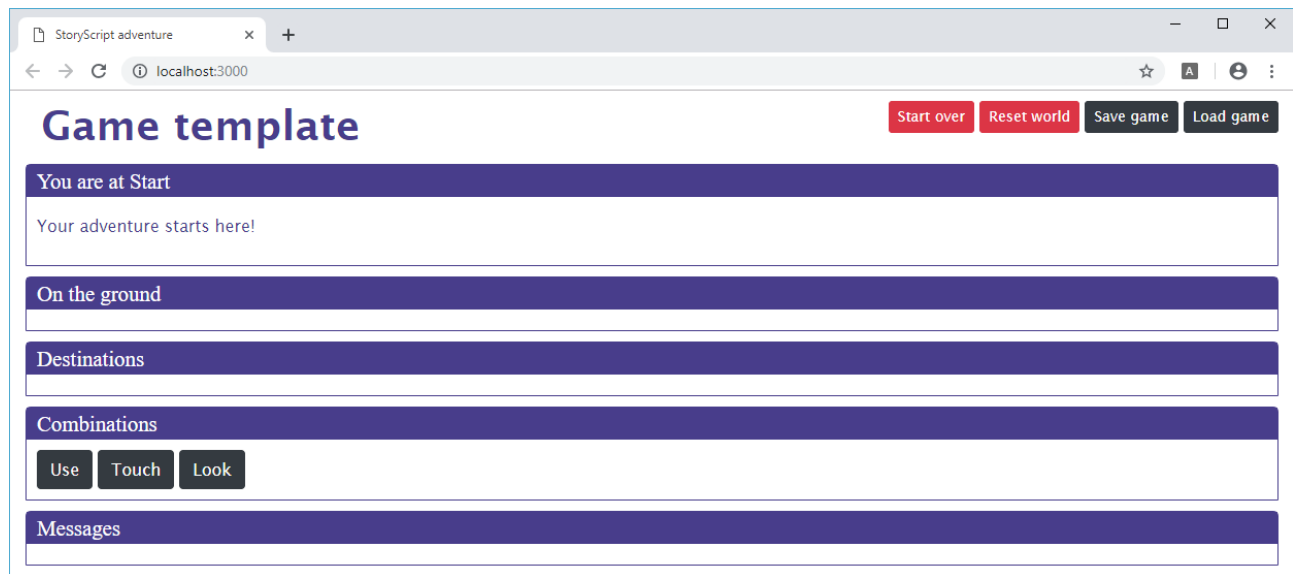 StoryScript adventure
localhost:3000
A
Game template
Start over Reset world Save game Load game
You are at Start
Your adventure starts here!
On the ground
Destinations
Combinations
Use Touch Look
Messages